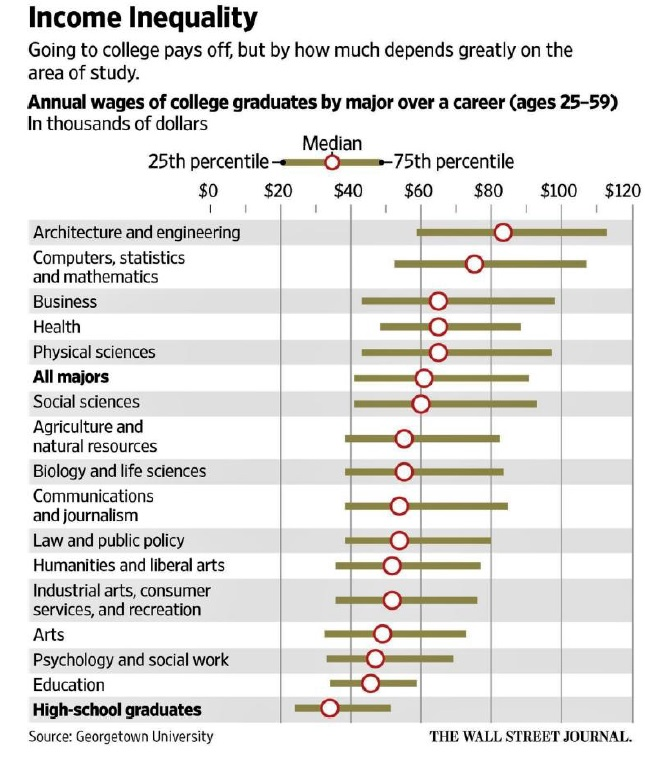 Income Inequality
Going to college pays off, but by how much depends greatly on the
area of study.
Annual wages of college graduates by major over a career (ages 25–59)
In thousands of dollars
Median
25th percentile
75th percentile
$0 $20 $40 $60 $80 $100 $120
Architecture and engineering
Computers, statistics
and mathematics
Business
Health
Physical sciences
All majors
Social sciences
Agriculture and
natural resources
Biology and life sciences
Communications
and journalism
Law and public policy
Humanities and liberal arts
Industrial arts, consumer
services, and recreation
Arts
Psychology and social work
Education
High-school graduates
Source: Georgetown University
THE WALL STREET JOURNAL.